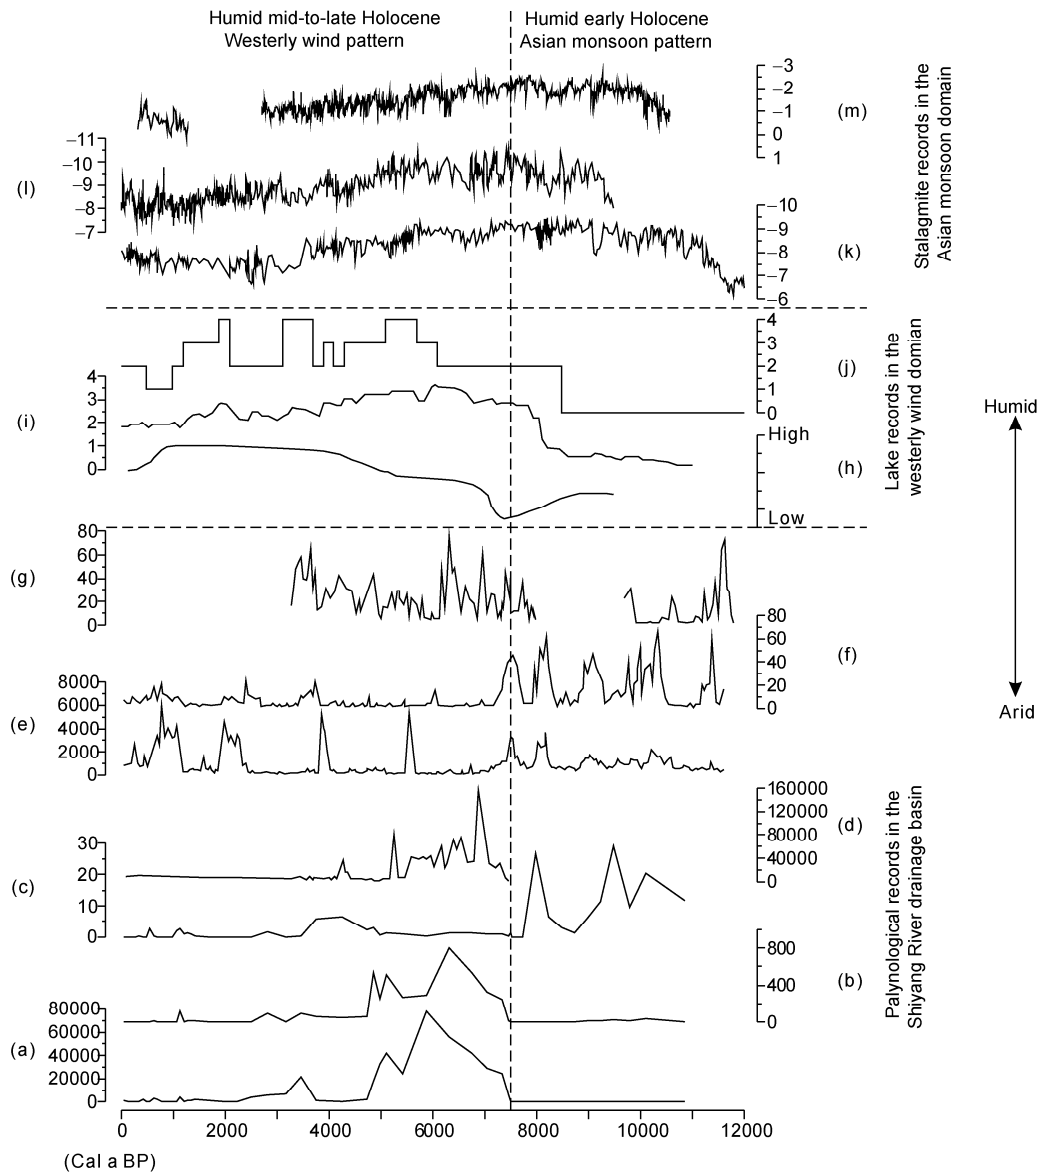 Humid mid-to-late Holocene
Westerly wind pattern
Humid early Holocene
Asian monsoon pattern
−3
−2
−1
0
1
(m)
−11
−10
−9
−8
−7
(l)
−10
−9
−8
−7
−6
(k)
Stalagmite records in the
Asian monsoon domain
4
3
2
1
0
(j)
4
3
2
1
0
(i)
High
Low
(h)
Lake records in the
westerly wind domian
Humid
Arid
80
60
40
20
0
(g)
80
60
40
20
0
(f)
8000
6000
4000
2000
0
(e)
160000
120000
80000
40000
0
(d)
30
20
10
0
(c)
800
400
0
(b)
80000
60000
40000
20000
0
(a)
Palynological records in the
Shiyang River drainage basin
0 2000 4000 6000 8000 10000 12000
(Cal a BP)